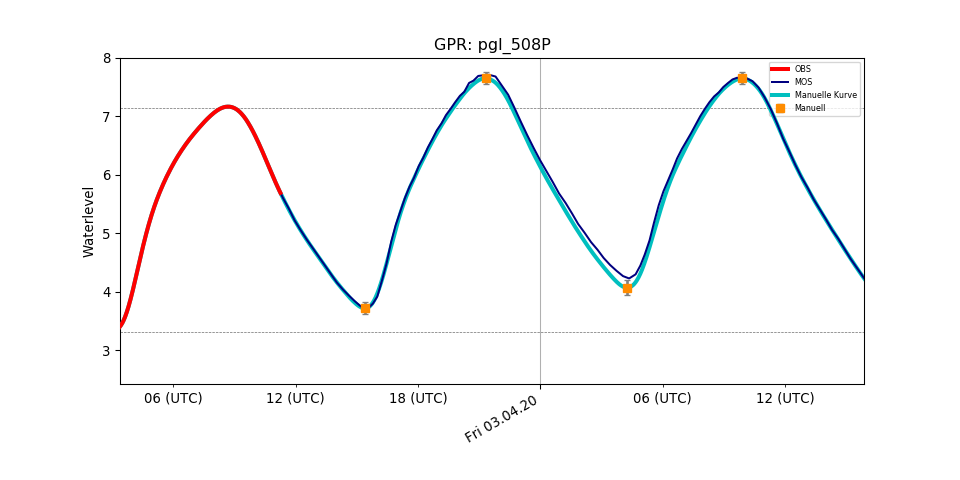 GPR: pgl_508P
8
7
6
5
4
3
Waterlevel
OBS
MOS
Manuelle Kurve
Manuell
06 (UTC)
12 (UTC)
18 (UTC)
Fri 03.04.20
06 (UTC)
12 (UTC)